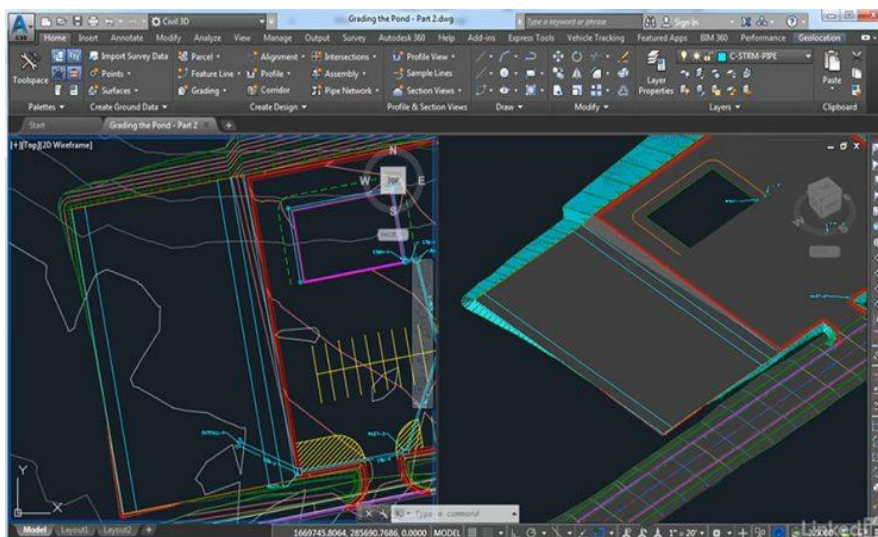 Civil 3D
Grading the Pond - Part 2.dwg
Type a keyword or phrase
Sign In
A
C3D
Home Insert Annotate Modify Analyze View Manage Output Survey Autodesk 360 Help Add-ins Express Tools Vehicle Tracking Featured Apps BIM 360 Performance Geolocation
Toolspace
Import Survey Data
Points
Surfaces
Parcel
Feature Line
Grading
Alignment
Profile
Corridor
Intersections
Assembly
Pipe Network
Profile View
Sample Lines
Section Views
Layer Properties
C-STRM-PIPE
Paste
Palettes
Create Ground Data
Create Design
Profile & Section Views
Draw
Modify
Layers
Clipboard
Start
Grading the Pond - Part 2
[+][Top][2D Wireframe]
N
W
TOP
E
S
Y
X
Type a command
Model Layout1 Layout2 +
1669745.8064, 285690.7686, 0.0000 MODEL
1" = 20'